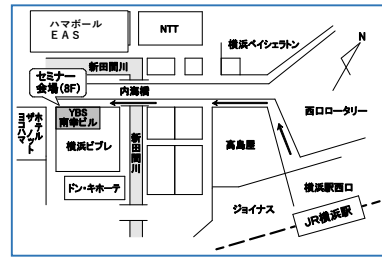 ハマボール
EAS
NTT
横浜ベイシェラトン
N
新田間川
セミナー
会場(8F)
内海橋
西口ロータリー
YBS
南幸ビル
ホテル
ザ・ノット
ヨコハマ
横浜ビブレ
新田間川
高島屋
ドン・キホーテ
横浜駅西口
ジョイナス
JR横浜駅